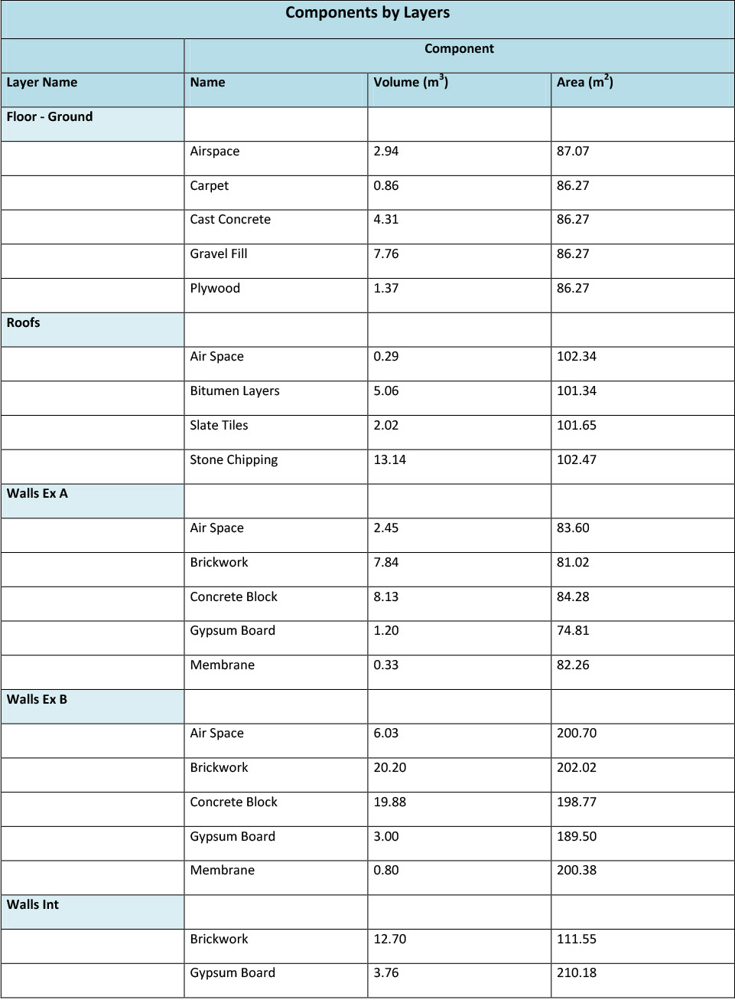 Components by Layers
Component
Layer Name Name Volume (m³) Area (m²)
Floor - Ground
Airspace 2.94 87.07
Carpet 0.86 86.27
Cast Concrete 4.31 86.27
Gravel Fill 7.76 86.27
Plywood 1.37 86.27
Roofs
Air Space 0.29 102.34
Bitumen Layers 5.06 101.34
Slate Tiles 2.02 101.65
Stone Chipping 13.14 102.47
Walls Ex A
Air Space 2.45 83.60
Brickwork 7.84 81.02
Concrete Block 8.13 84.28
Gypsum Board 1.20 74.81
Membrane 0.33 82.26
Walls Ex B
Air Space 6.03 200.70
Brickwork 20.20 202.02
Concrete Block 19.88 198.77
Gypsum Board 3.00 189.50
Membrane 0.80 200.38
Walls Int
Brickwork 12.70 111.55
Gypsum Board 3.76 210.18